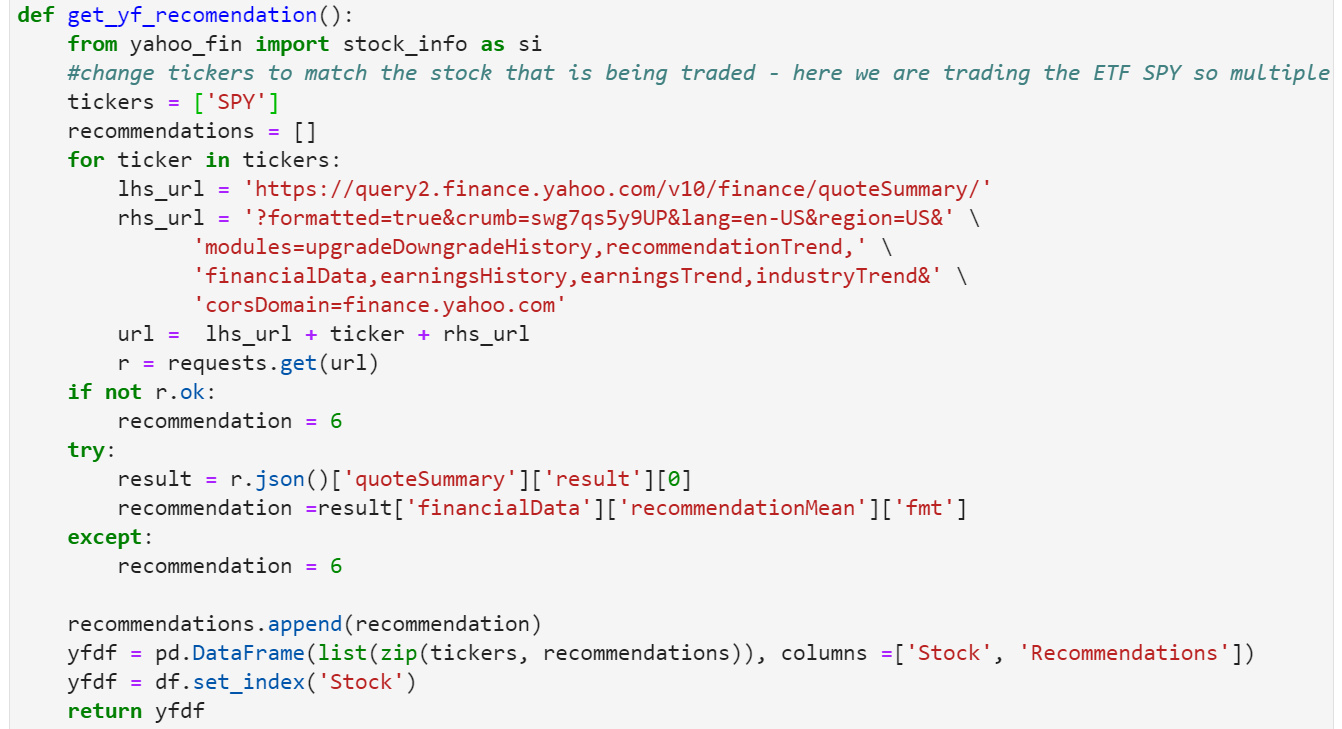 def get_yf_recomendation():
    from yahoo_fin import stock_info as si
    #change tickers to match the stock that is being traded - here we are trading the ETF SPY so multiple
    tickers = ['SPY']
    recommendations = []
    for ticker in tickers:
        lhs_url = 'https://query2.finance.yahoo.com/v10/finance/quoteSummary/'
        rhs_url = '?formatted=true&crumb=swg7qs5y9UP&lang=en-US&region=US&' \
              'modules=upgradeDowngradeHistory,recommendationTrend,' \
              'financialData,earningsHistory,earningsTrend,industryTrend&' \
              'corsDomain=finance.yahoo.com'
        url =  lhs_url + ticker + rhs_url
        r = requests.get(url)
    if not r.ok:
        recommendation = 6
    try:
        result = r.json()['quoteSummary']['result'][0]
        recommendation =result['financialData']['recommendationMean']['fmt']
    except:
        recommendation = 6

    recommendations.append(recommendation)
    yfdf = pd.DataFrame(list(zip(tickers, recommendations)), columns =['Stock', 'Recommendations'])
    yfdf = df.set_index('Stock')
    return yfdf